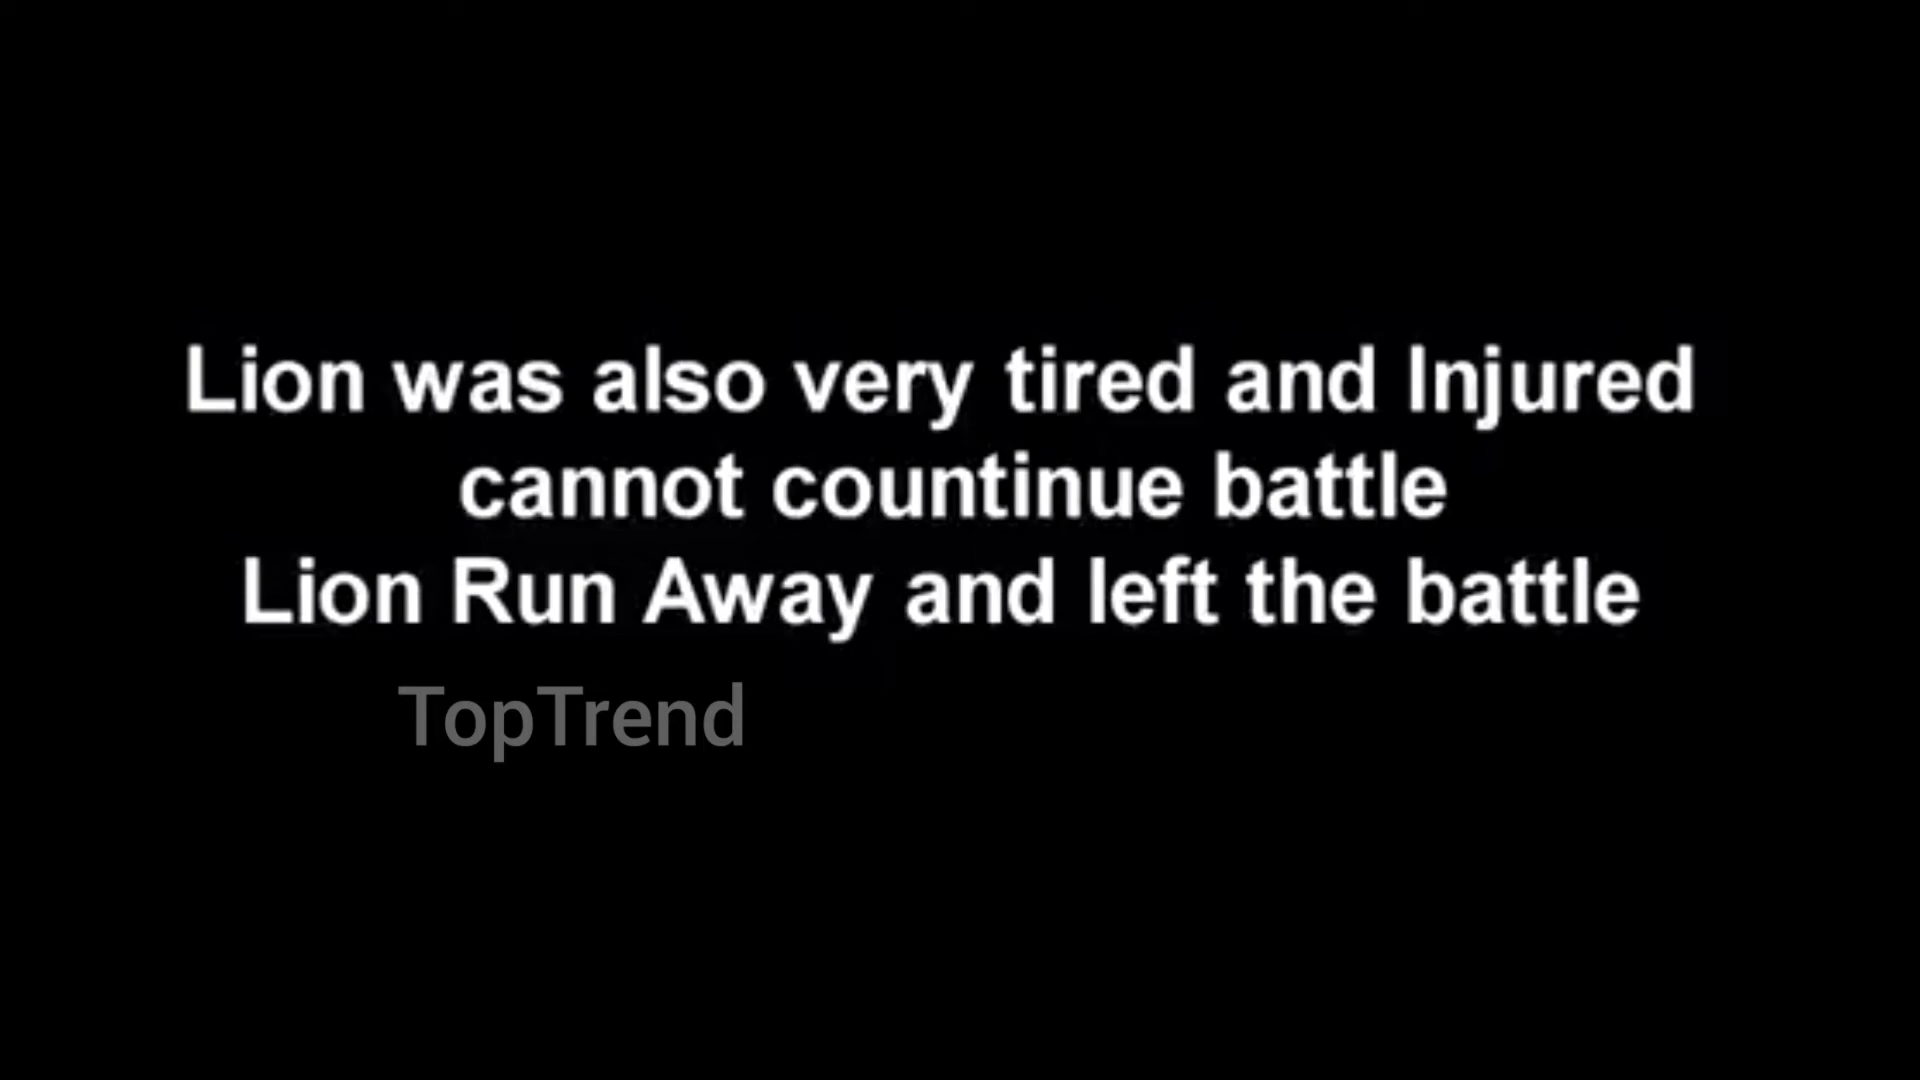 Lion was also very tired and Injured
cannot countinue battle
Lion Run Away and left the battle
TopTrend